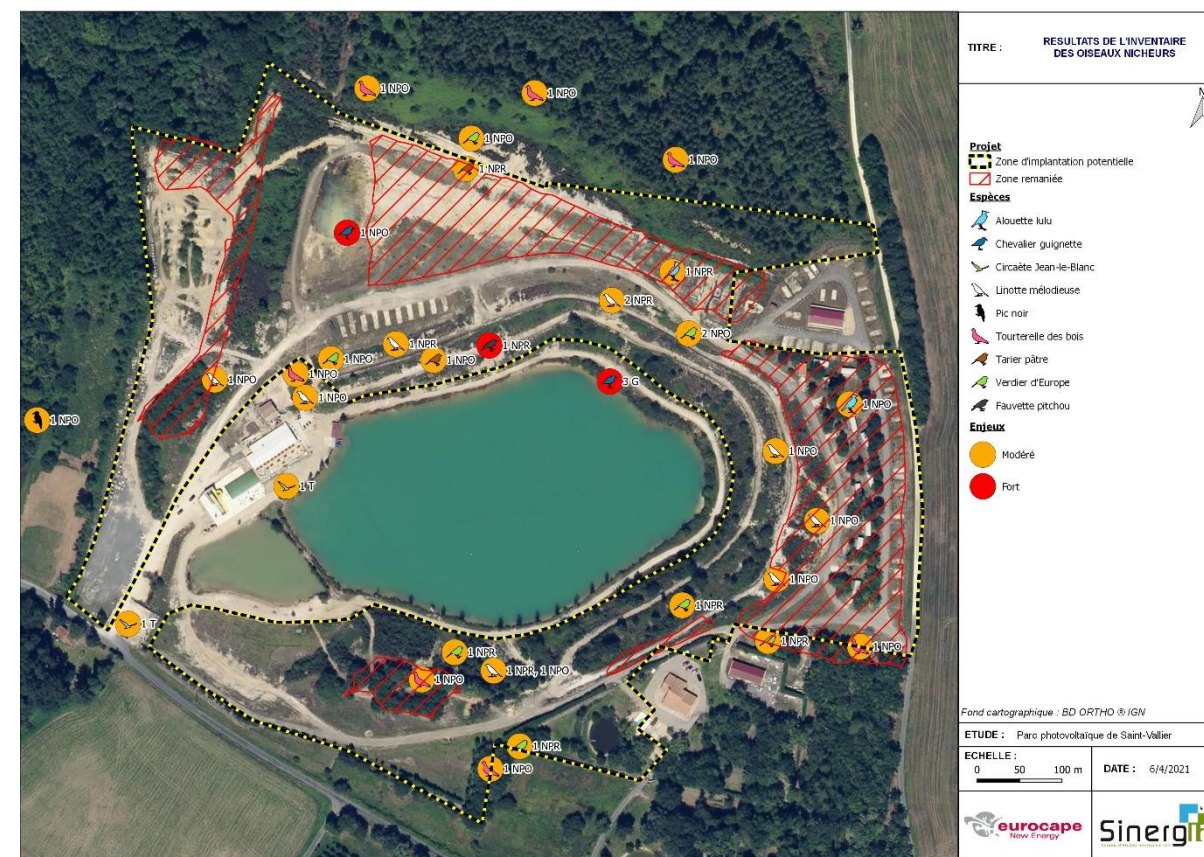 TITRE :
RESULTATS DE L'INVENTAIRE
DES OISEAUX NICHEURS
N
Projet
Zone d'implantation potentielle
Zone remaniée
Espèces
Alouette lulu
Chevalier guignette
Circaète Jean-le-Blanc
Linotte mélodieuse
Pic noir
Tourterelle des bois
Tarier pâtre
Verdier d'Europe
Fauvette pitchou
Enjeux
Modéré
Fort
Fond cartographique : BD ORTHO ® IGN
ETUDE : Parc photovoltaïque de Saint-Vallier
ECHELLE :
0 50 100 m
DATE : 6/4/2021
eurocape
New Energy
Sinerg
1 NPO
1 NPO
1 NPO
1 NPO
1 NPR
1 NPO
1 NPR
2 NPR
2 NPO
1 NPR
1 NPO
1 NPO
1 NPR
1 NPO
1 NPO
3 G
1 NPO
1 NPO
1 NPO
1 NPO
1 T
1 NPO
1 NPO
1 NPR
1 T
1 NPR
1 NPO
1 NPR
1 NPR, 1 NPO
1 NPO
1 NPR
1 NPO